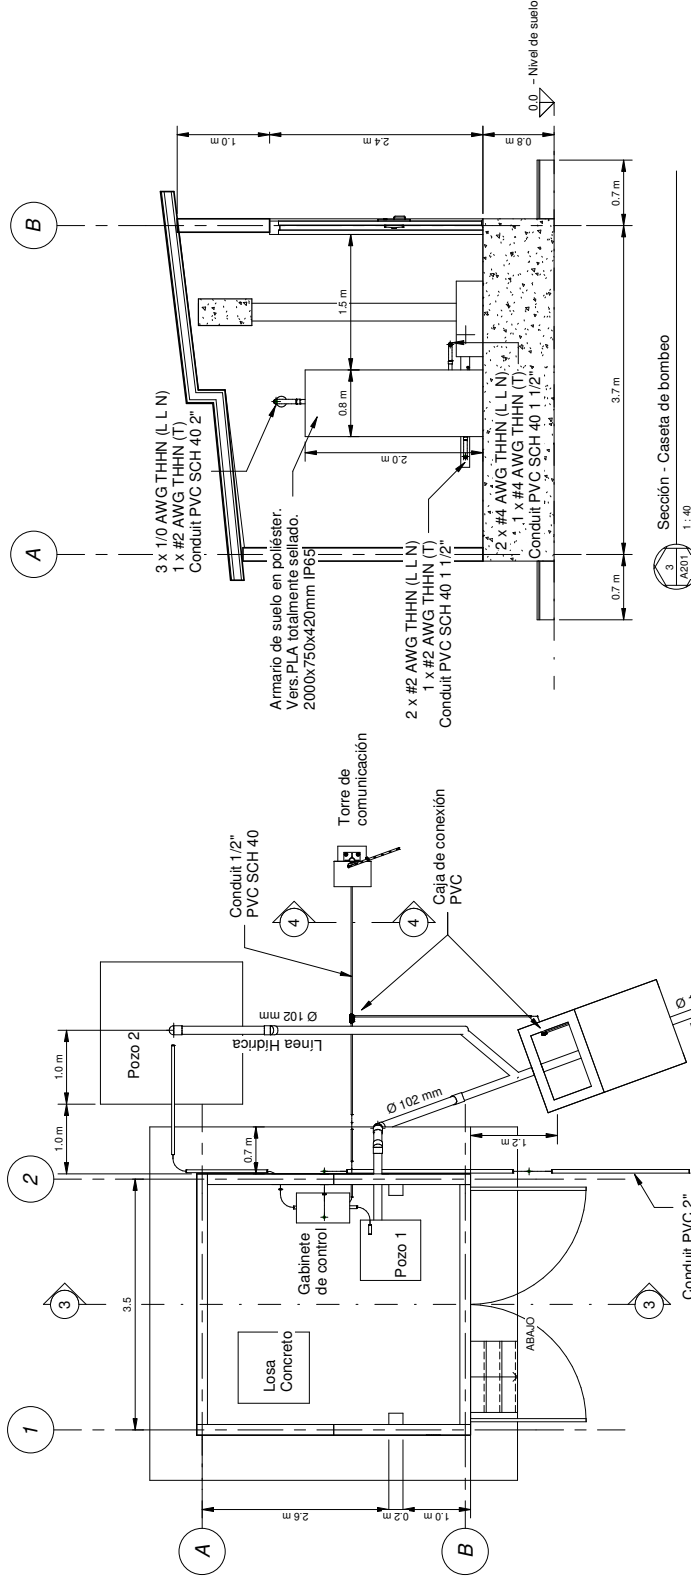 1
2
A
B
3
3
4
4
3.5
1.0 m
1.0 m
0.7 m
1.2 m
2.6 m
0.2 m
1.0 m
Pozo 2
Losa
Concreto
Gabinete
de control
Pozo 1
ABAJO
Línea Hídrica
Ø 102 mm
Ø 102 mm
Conduit 1/2"
PVC SCH 40
Torre de
comunicación
Caja de conexión
PVC
Conduit PVC 2"
A
B
3 x 1/0 AWG THHN (L L N)
1 x #2 AWG THHN (T)
Conduit PVC SCH 40 2"
Armario de suelo en poliéster.
Vers.PLA totalmente sellado.
2000x750x420mm IP65
2 x #2 AWG THHN (L L N)
1 x #2 AWG THHN (T)
Conduit PVC SCH 40 1 1/2"
2 x #4 AWG THHN (L L N)
1 x #4 AWG THHN (T)
Conduit PVC SCH 40 1 1/2"
1.0 m
2.4 m
0.8 m
1.5 m
0.8 m
2.0 m
0.7 m
3.7 m
0.7 m
0.0 - Nivel de suelo
3
A201
Sección - Caseta de bombeo
1 : 40